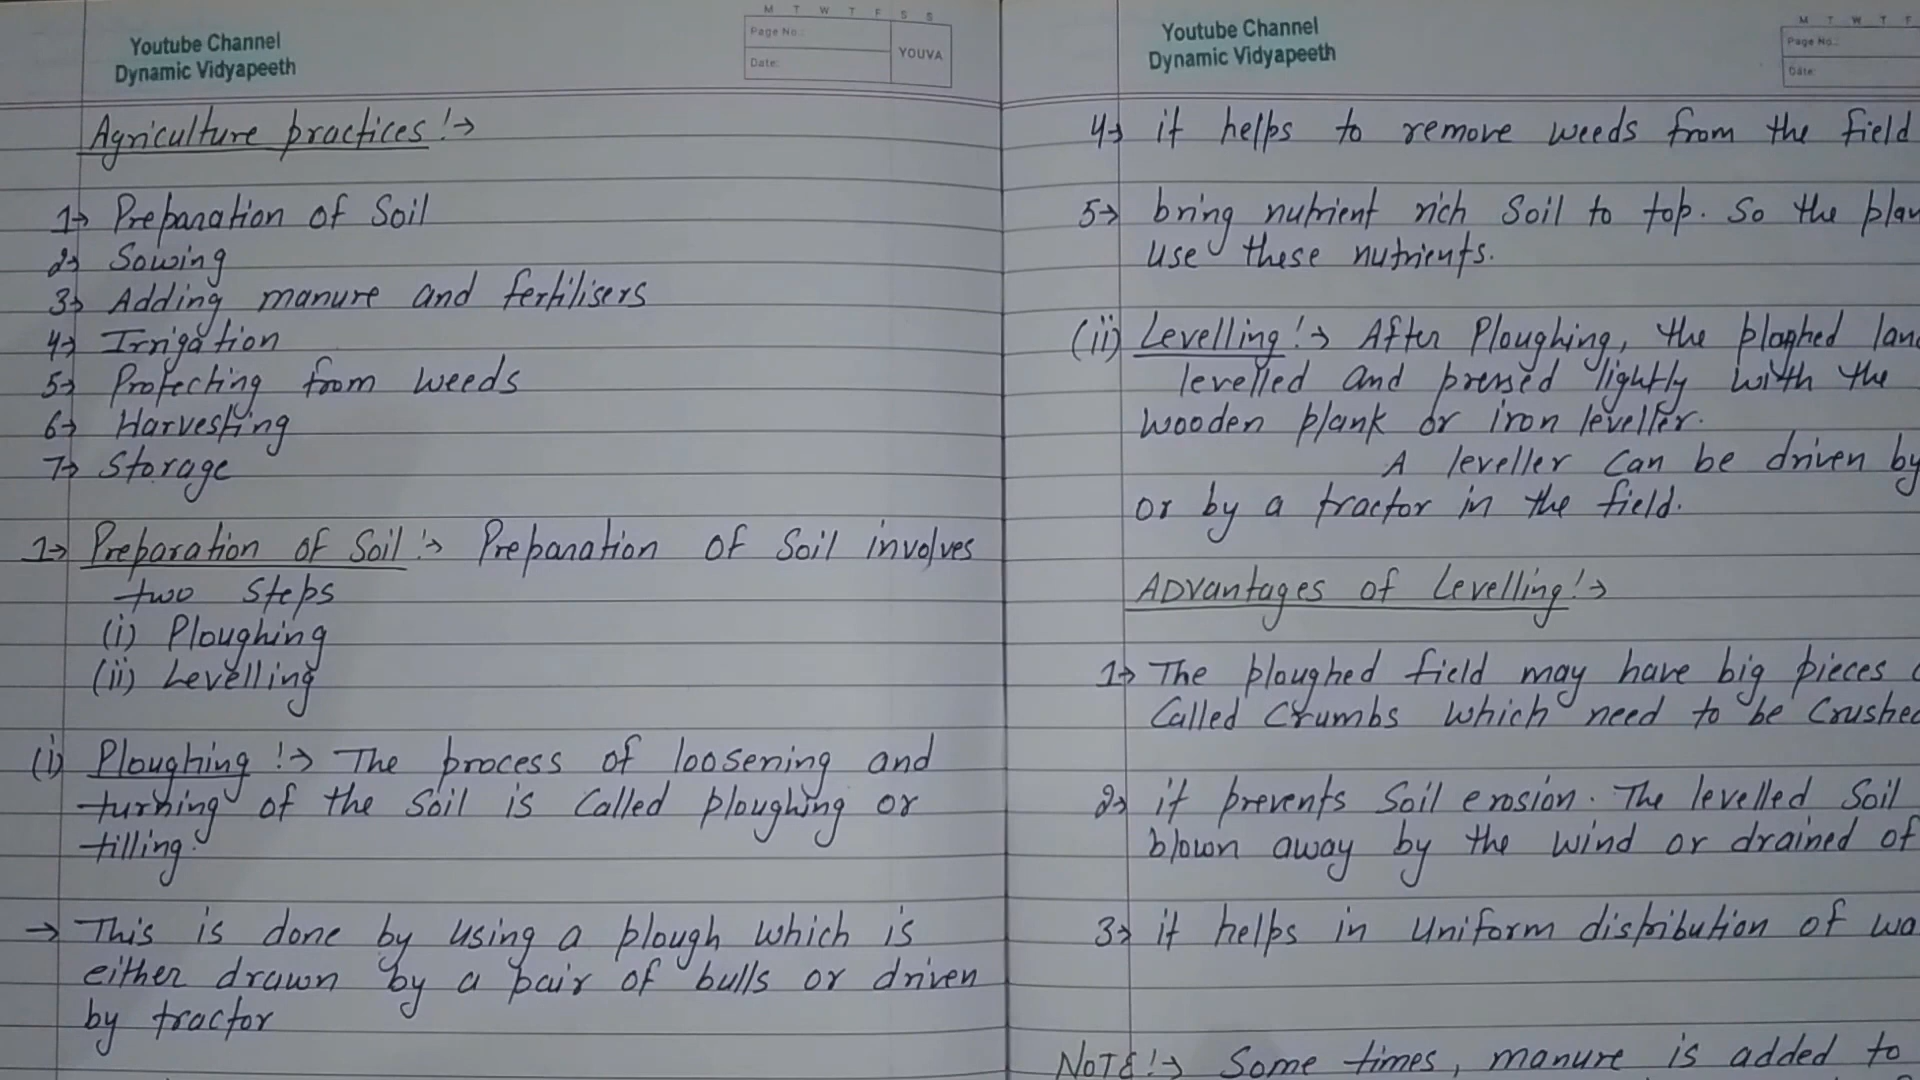 Youtube Channel
Dynamic Vidyapeeth
M T W T F S S
Page No.:
Date:
YOUVA
Agriculture practices !→
1→ Preparation of Soil
2→ Sowing
3→ Adding manure and fertilisers
4→ Irrigation
5→ Protecting from weeds
6→ Harvesting
7→ Storage
1→ Preparation of Soil :→ Preparation of Soil involves
two steps
(i) Ploughing
(ii) Levelling
(i) Ploughing !→ The process of loosening and
turning of the soil is called ploughing or
tilling.
→ This is done by using a plough which is
either drawn by a pair of bulls or driven
by tractor
Youtube Channel
Dynamic Vidyapeeth
M T W T F
Page No.:
Date:
4→ it helps to remove weeds from the field
5→ bring nutrient rich soil to top. So the
use these nutrients.
(ii) Levelling !→ After Ploughing, the
levelled and pressed lightly with the
wooden plank or iron leveller.
A leveller can be driven by
or by a tractor in the field.
Advantages of Levelling !→
1→ The ploughed field may have big pieces
Called Crumbs which need to be
2→ it prevents soil erosion. The levelled soil
blown away by the wind or drained of
3→ it helps in uniform distribution of
NOTE !→ Some times, manure is added to